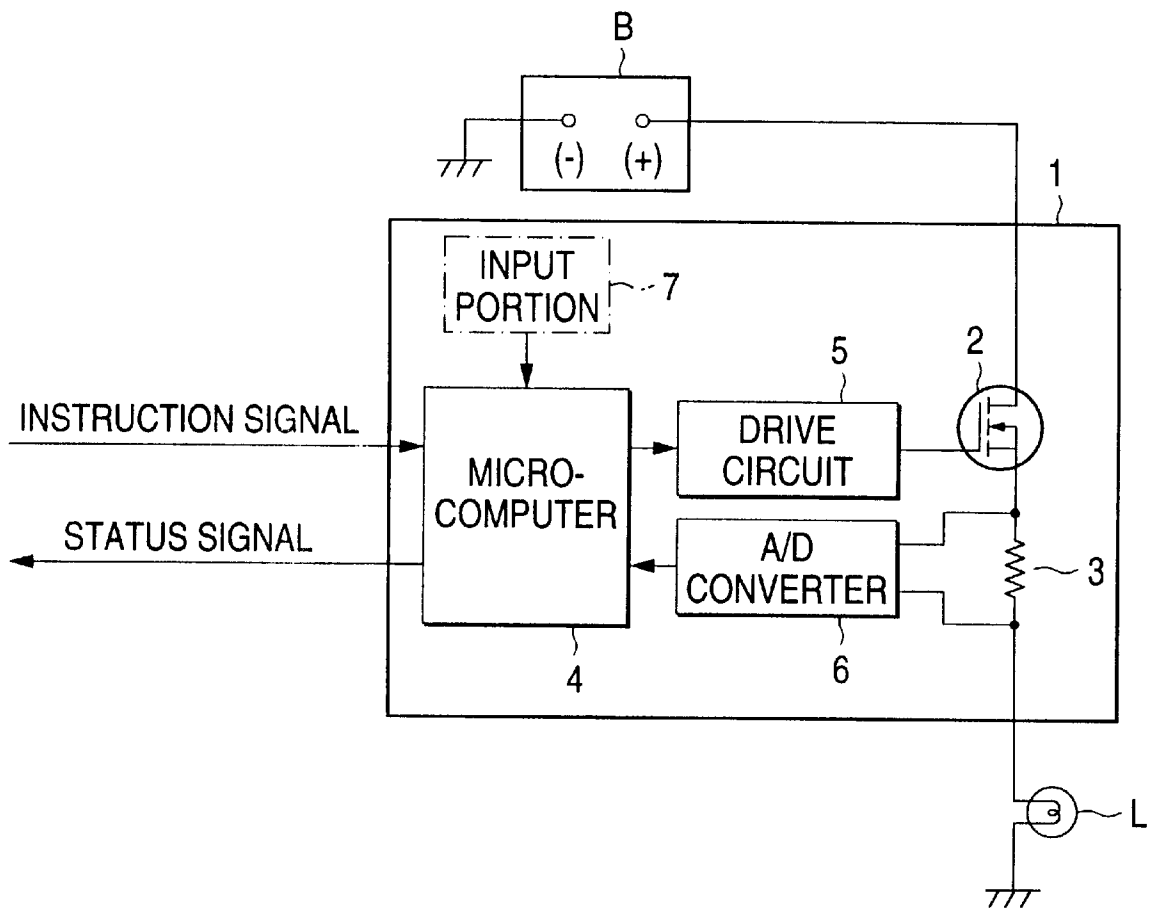 B
(-) (+)
1
INPUT
PORTION
7
2
5
INSTRUCTION SIGNAL
DRIVE
CIRCUIT
MICRO-
COMPUTER
STATUS SIGNAL
A/D
CONVERTER
3
4
6
L